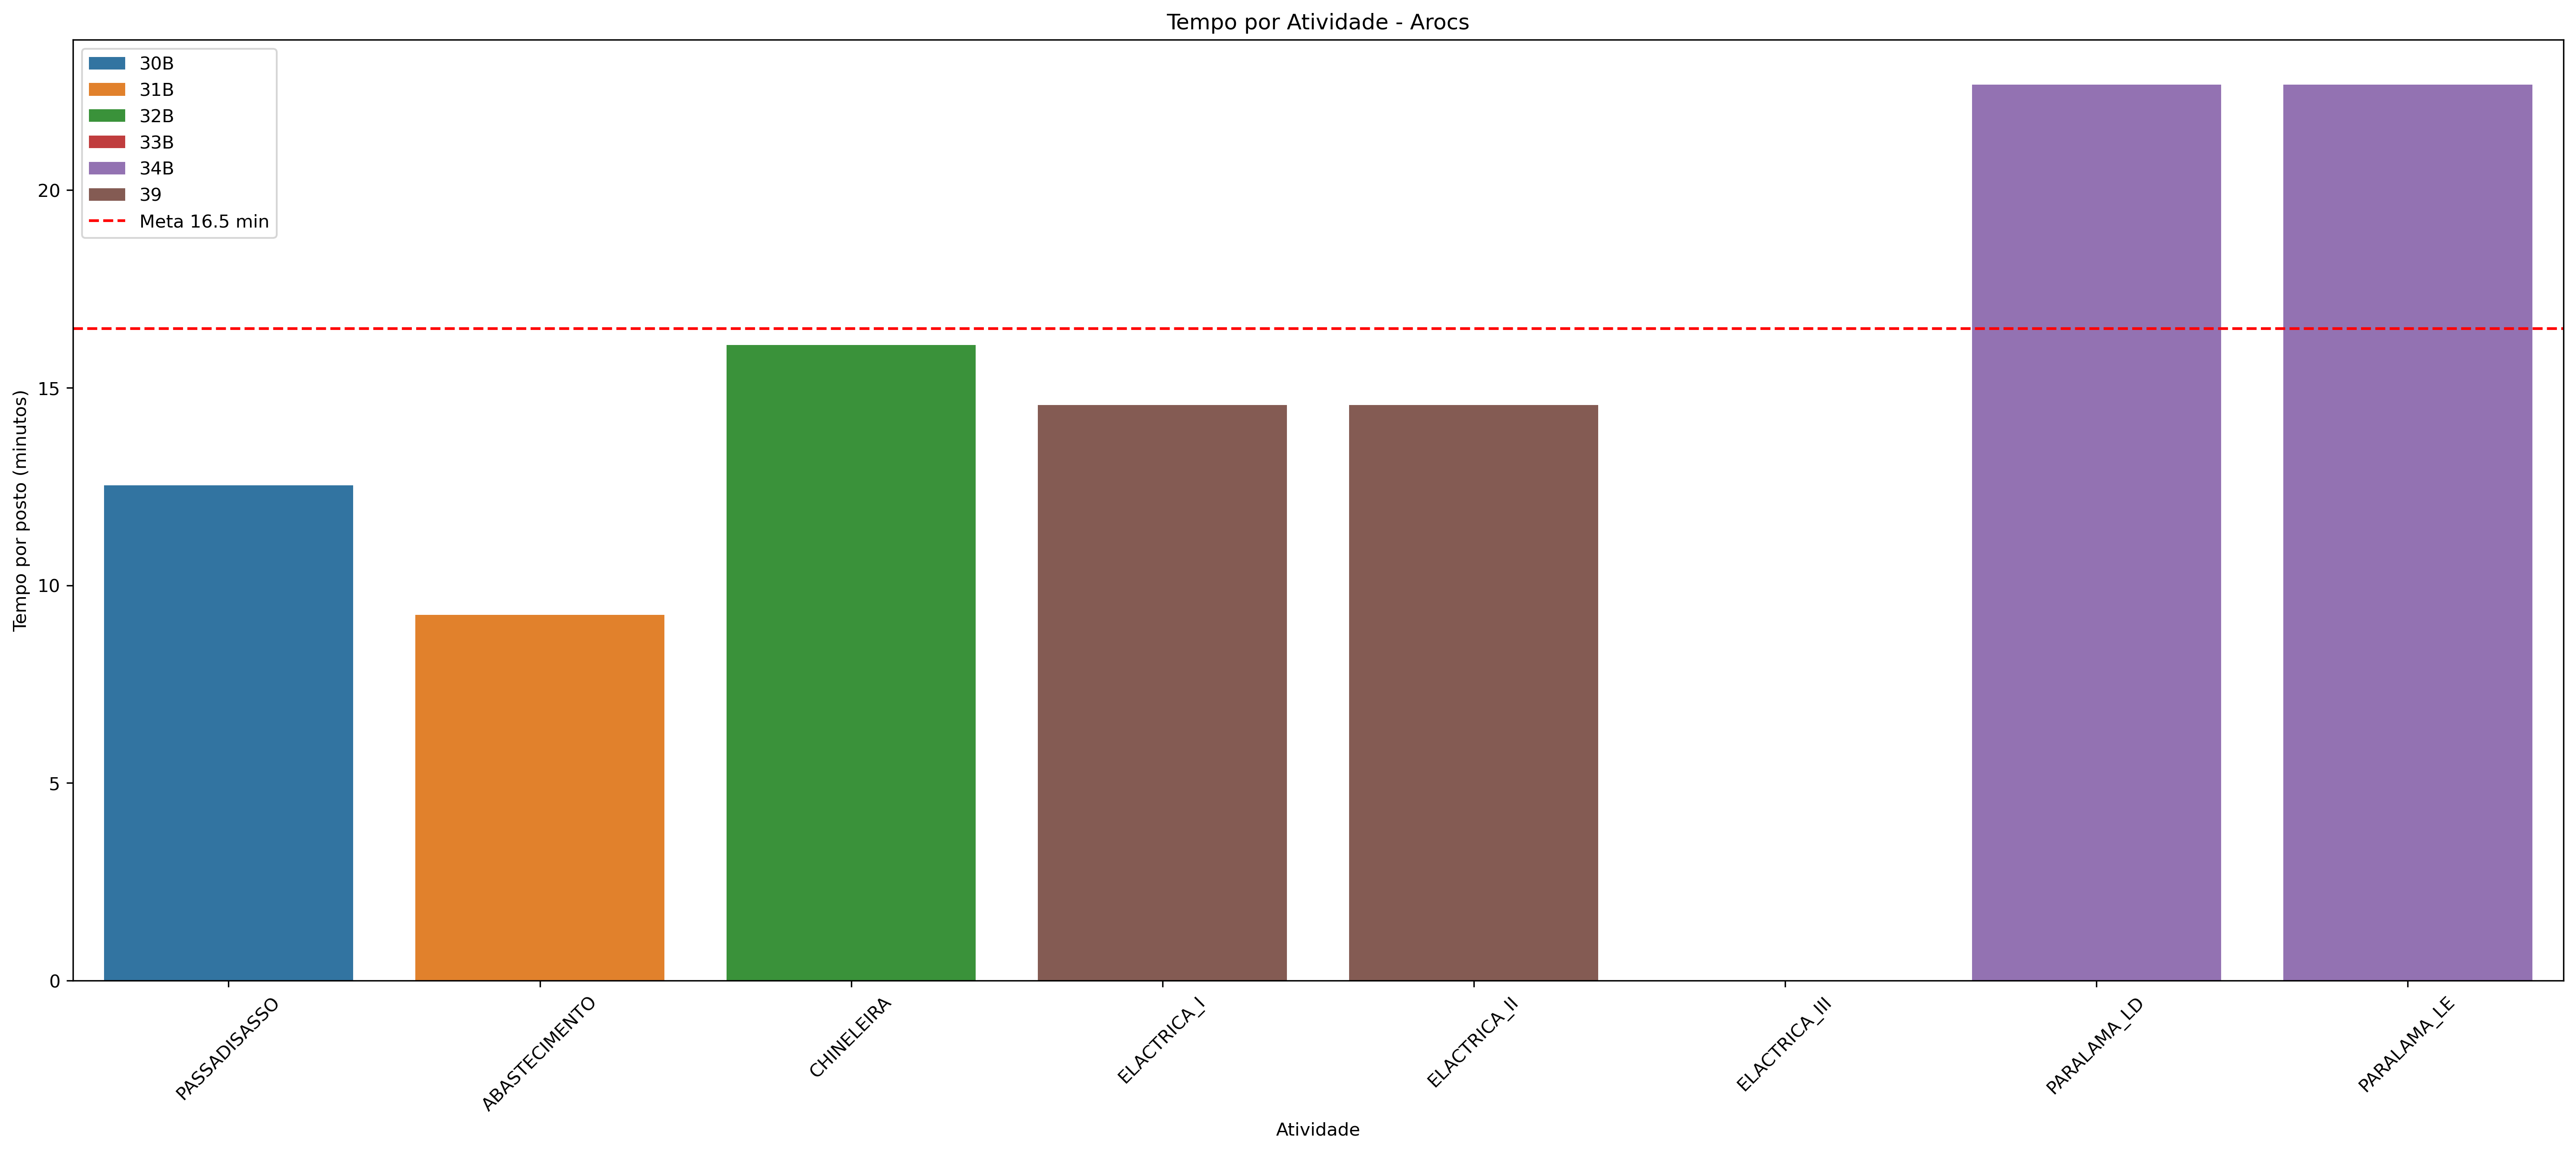 Tempo por Atividade - Arocs
30B
31B
32B
33B
34B
39
Meta 16.5 min
Tempo por posto (minutos)
20
15
10
5
0
PASSADISASSO
ABASTECIMENTO
CHINELEIRA
ELACTRICA_I
ELACTRICA_II
ELACTRICA_III
PARALAMA_LD
PARALAMA_LE
Atividade